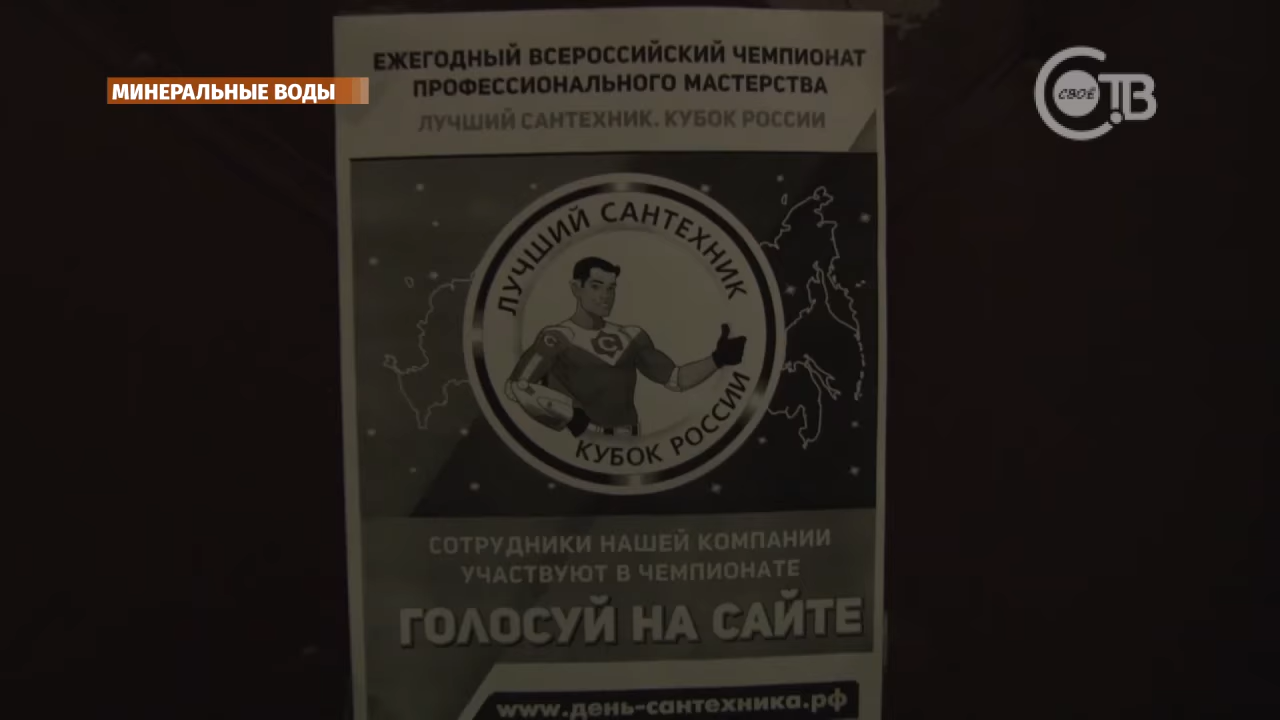 ЕЖЕГОДНЫЙ ВСЕРОССИЙСКИЙ ЧЕМПИОНАТ
ПРОФЕССИОНАЛЬНОГО МАСТЕРСТВА
ЛУЧШИЙ САНТЕХНИК. КУБОК РОССИИ
МИНЕРАЛЬНЫЕ ВОДЫ
СВОЁ ТВ
ЛУЧШИЙ САНТЕХНИК
С С
КУБОК РОССИИ
СОТРУДНИКИ НАШЕЙ КОМПАНИИ
УЧАСТВУЮТ В ЧЕМПИОНАТЕ
ГОЛОСУЙ НА САЙТЕ
www.день-сантехника.рф